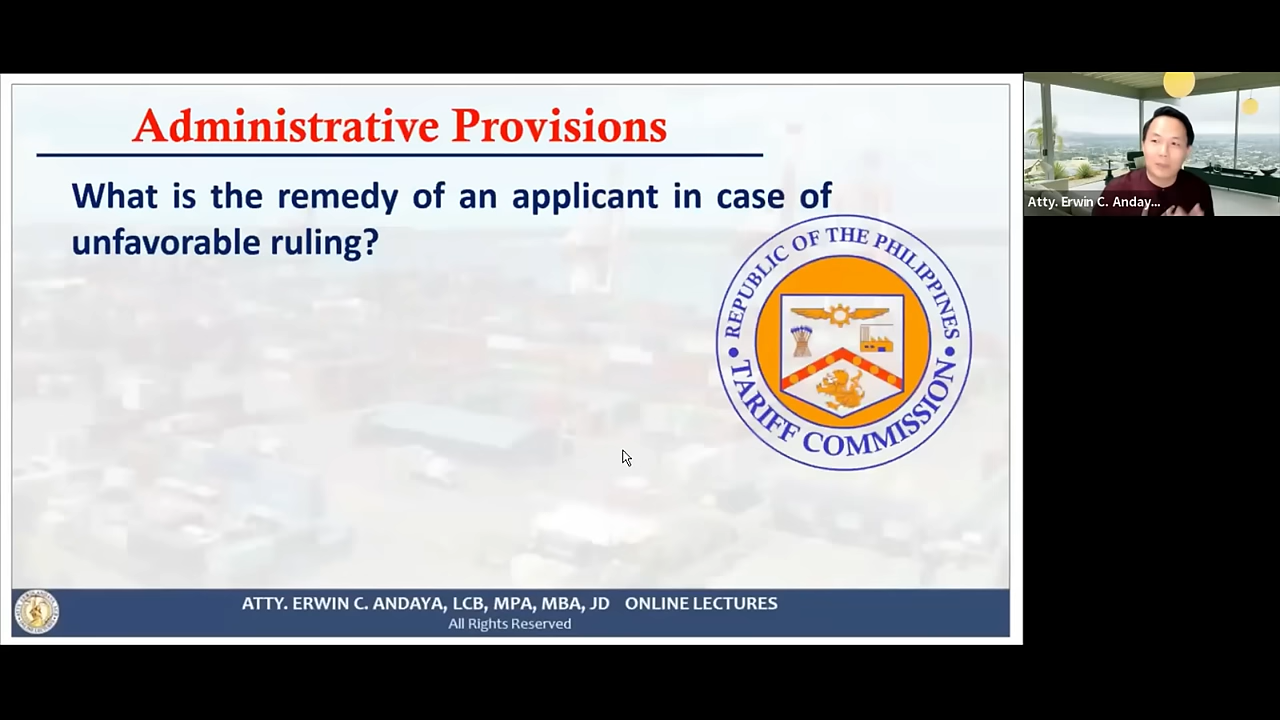 Administrative Provisions
What is the remedy of an applicant in case of
unfavorable ruling?
• REPUBLIC OF THE PHILIPPINES •
TARIFF COMMISSION
Atty. Erwin C. Anday...
ATTY. ERWIN C. ANDAYA, LCB, MPA, MBA, JD ONLINE LECTURES
All Rights Reserved